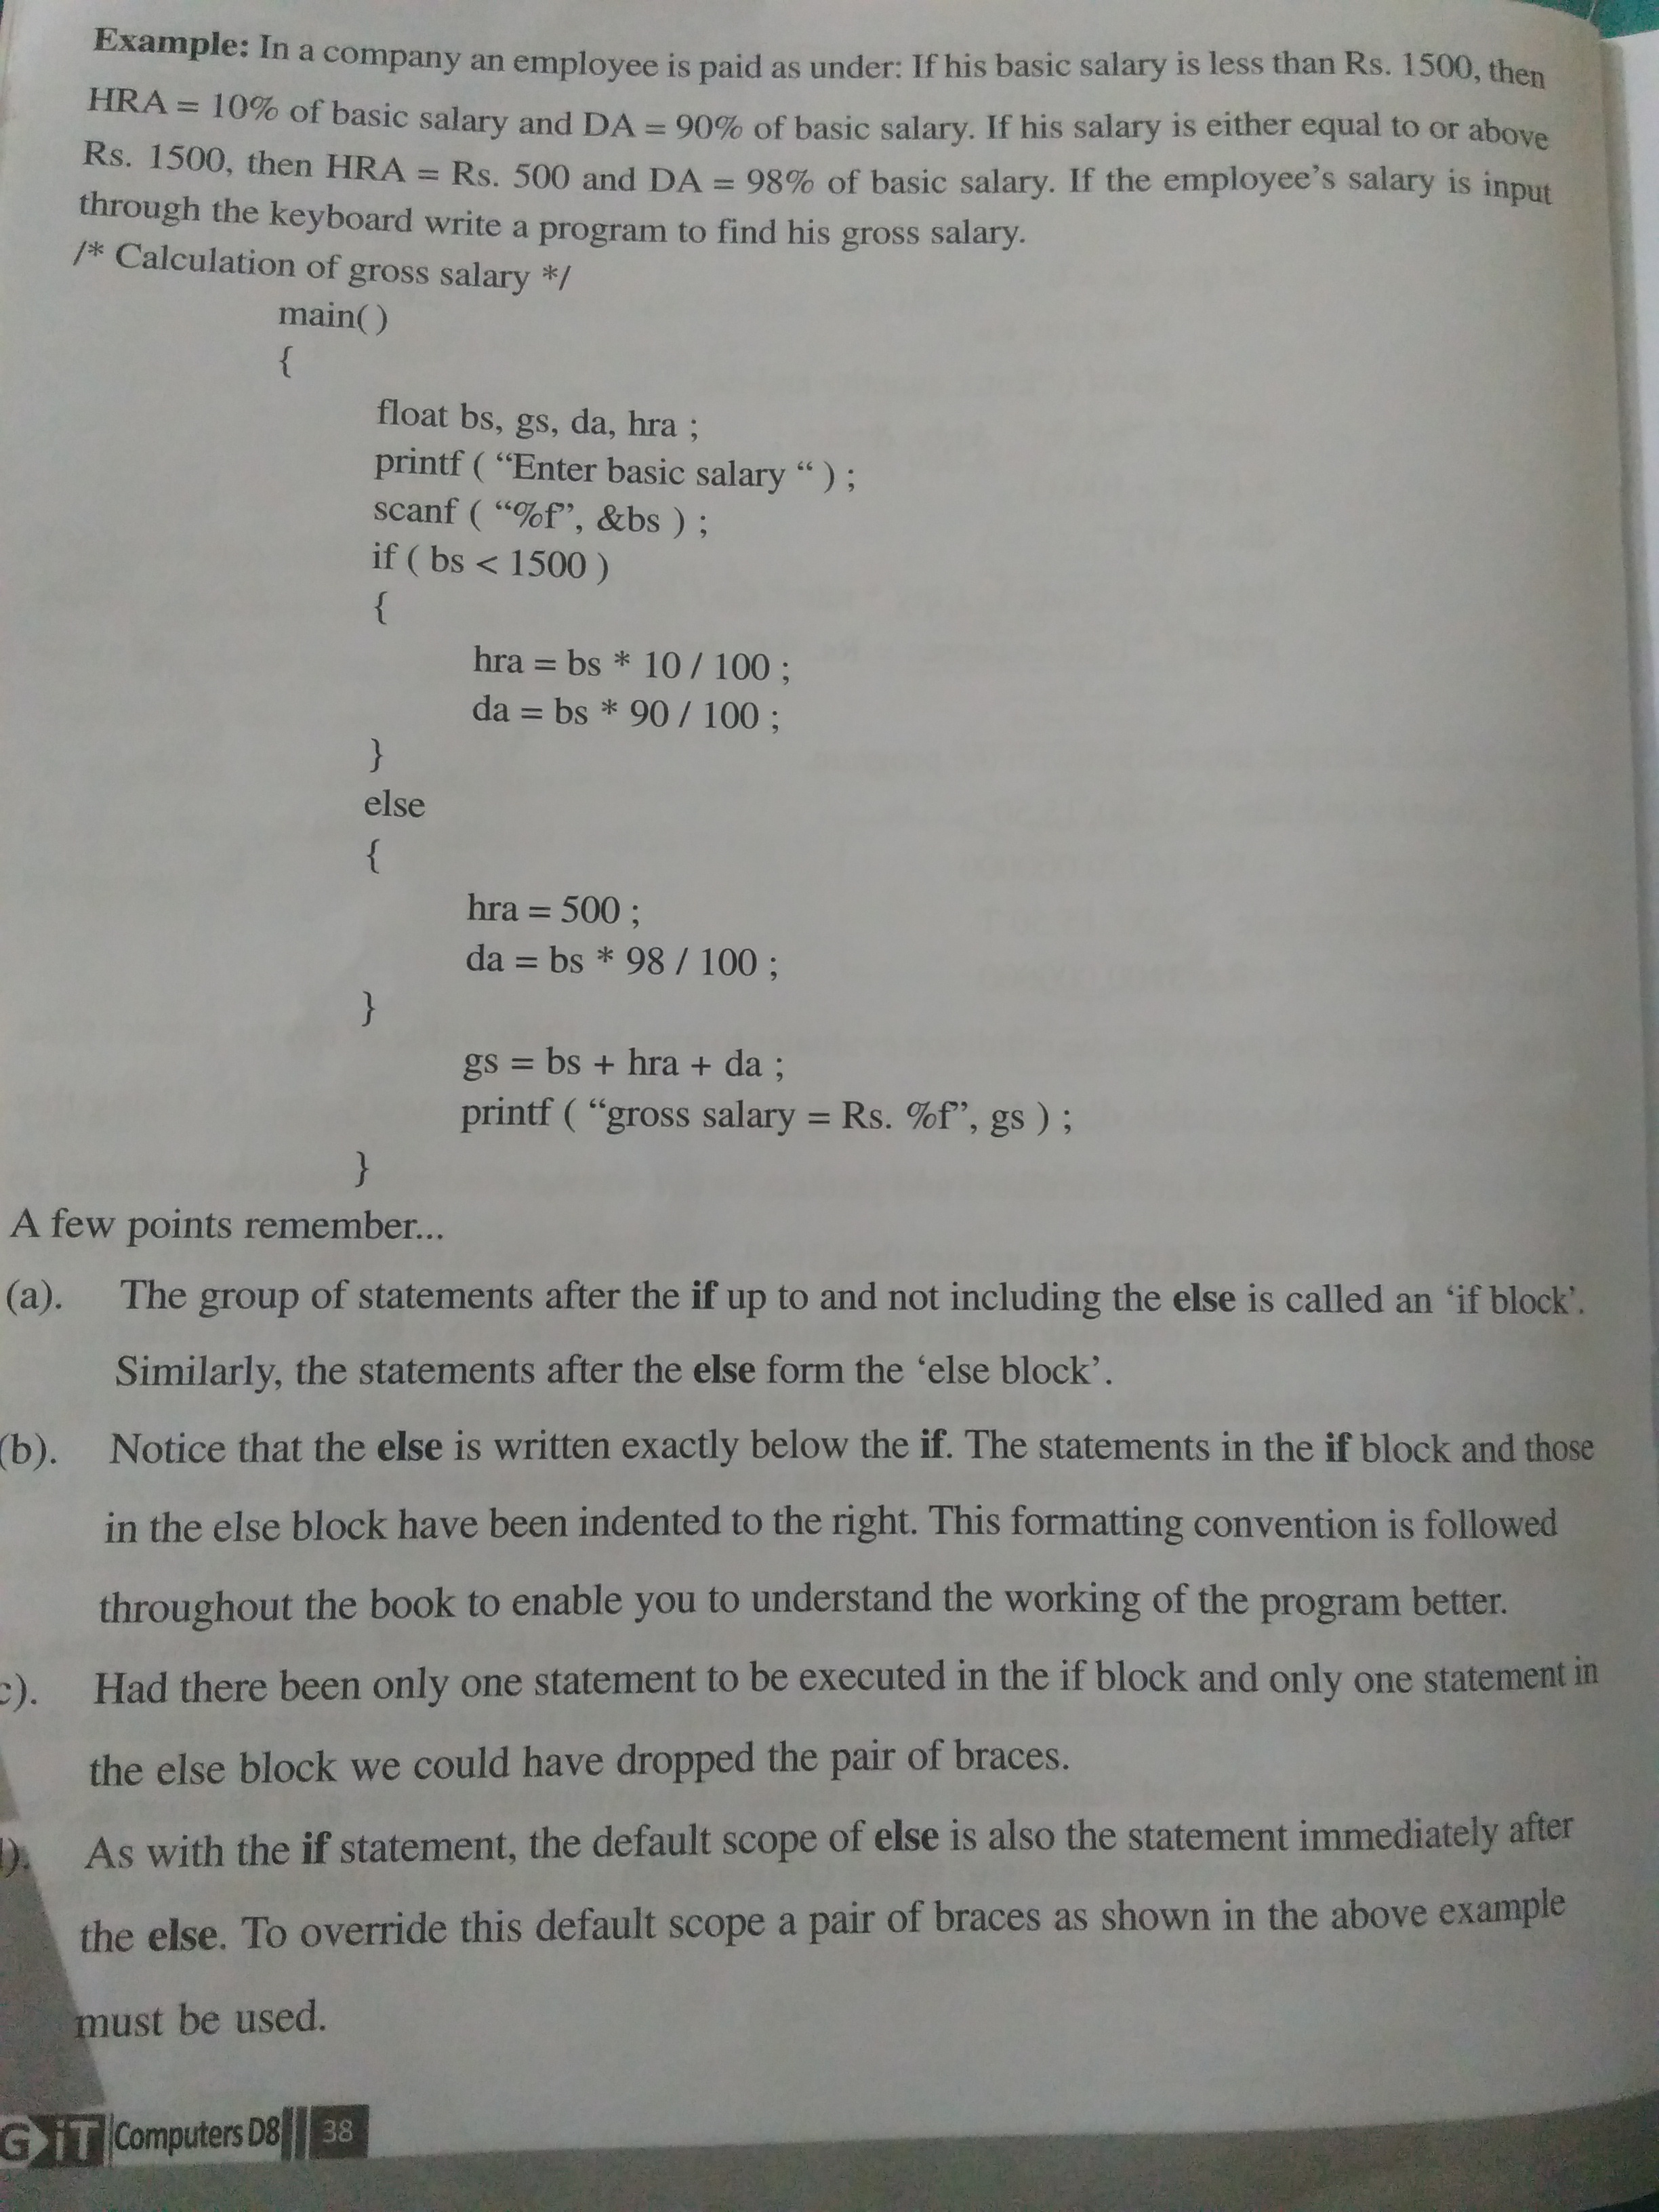 Example: In a company an employee is paid as under: If his basic salary is less than Rs. 1500, then
HRA = 10% of basic salary and DA = 90% of basic salary. If his salary is either equal to or above
Rs. 1500, then HRA = Rs. 500 and DA = 98% of basic salary. If the employee's salary is input
through the keyboard write a program to find his gross salary.
/* Calculation of gross salary */
main( )
{
float bs, gs, da, hra ;
printf ( “Enter basic salary “ ) ;
scanf ( “%f”, &bs ) ;
if ( bs < 1500 )
{
hra = bs * 10 / 100 ;
da = bs * 90 / 100 ;
}
else
{
hra = 500 ;
da = bs * 98 / 100 ;
}
gs = bs + hra + da ;
printf ( “gross salary = Rs. %f”, gs ) ;
}
A few points remember...
(a). The group of statements after the if up to and not including the else is called an ‘if block’.
Similarly, the statements after the else form the ‘else block’.
(b). Notice that the else is written exactly below the if. The statements in the if block and those
in the else block have been indented to the right. This formatting convention is followed
throughout the book to enable you to understand the working of the program better.
c). Had there been only one statement to be executed in the if block and only one statement in
the else block we could have dropped the pair of braces.
). As with the if statement, the default scope of else is also the statement immediately after
the else. To override this default scope a pair of braces as shown in the above example
must be used.
GiT Computers D8 38